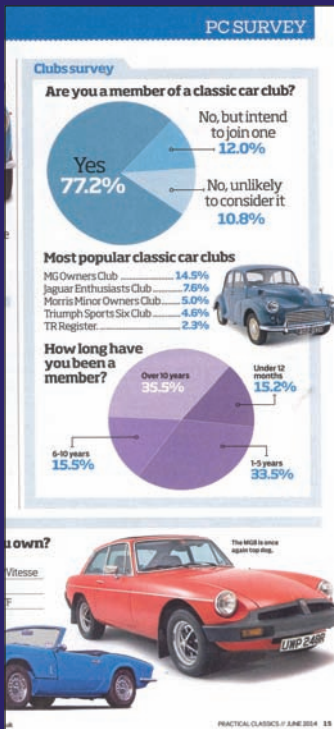 PC SURVEY
Clubs survey
Are you a member of a classic car club?
No, but intend
to join one
12.0%
Yes
77.2%
No, unlikely
to consider it
10.8%
Most popular classic car clubs
MG Owners Club 14.5%
Jaguar Enthusiasts Club 7.6%
Morris Minor Owners Club 5.0%
Triumph Sports Six Club 4.6%
TR Register 2.3%
How long have
you been a
member?
Over 10 years
35.5%
Under 12
months
15.2%
6-10 years
15.5%
1-5 years
33.5%
u own?
Vitesse
The MGB is once
again top dog.
PRACTICAL CLASSICS // JUNE 2014 15